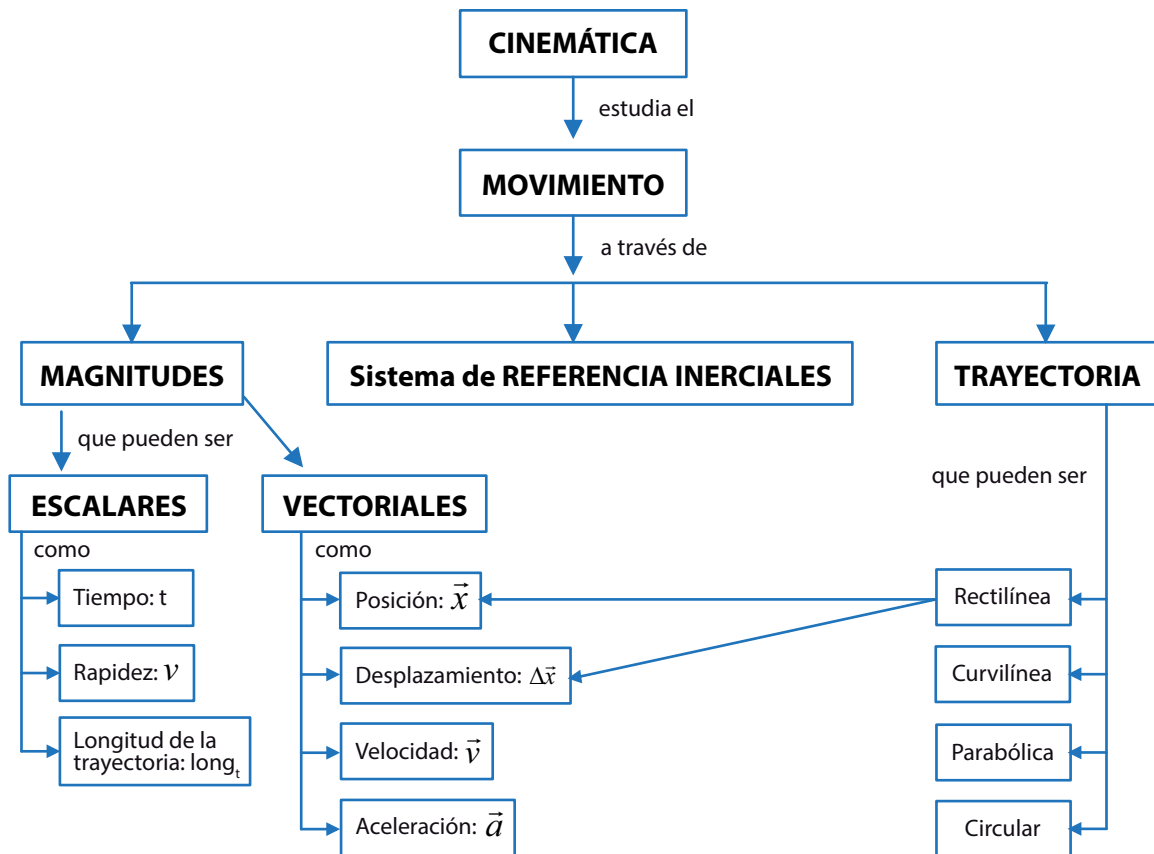 CINEMÁTICA
estudia el
MOVIMIENTO
a través de
MAGNITUDES
Sistema de REFERENCIA INERCIALES
TRAYECTORIA
que pueden ser
que pueden ser
ESCALARES
VECTORIALES
como
como
Tiempo: t
Rapidez: v
Longitud de la
trayectoria: longₜ
Posición: x⃗
Desplazamiento: Δx⃗
Velocidad: v⃗
Aceleración: a⃗
Rectilínea
Curvilínea
Parabólica
Circular